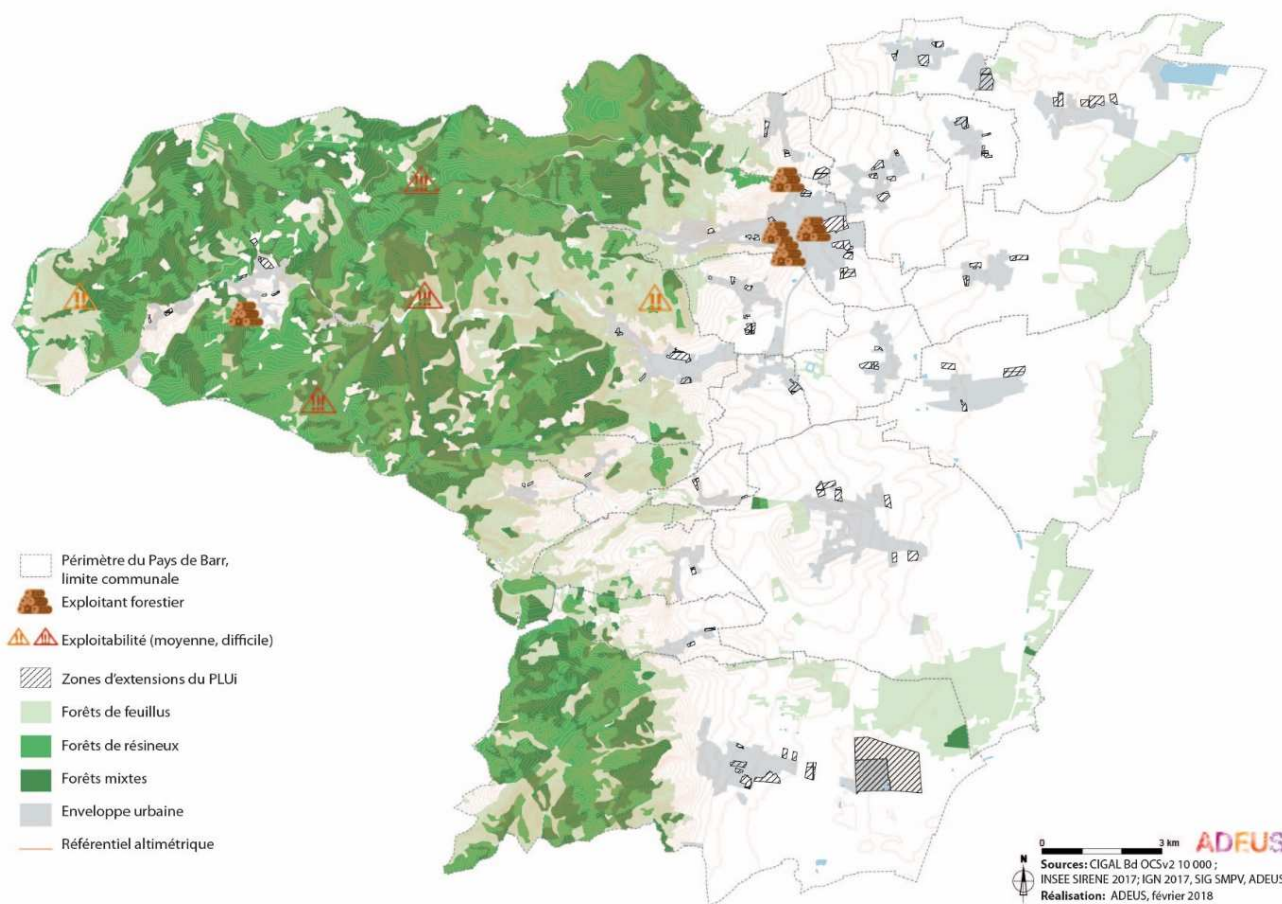 Périmètre du Pays de Barr,
limite communale
Exploitant forestier
Exploitabilité (moyenne, difficile)
Zones d'extensions du PLUi
Forêts de feuillus
Forêts de résineux
Forêts mixtes
Enveloppe urbaine
Référentiel altimétrique
0 3 km
ADEUS
N
Sources: CIGAL Bd OCSv2 10 000 ;
INSEE SIRENE 2017; IGN 2017, SIG SMPV, ADEUS
Réalisation: ADEUS, février 2018